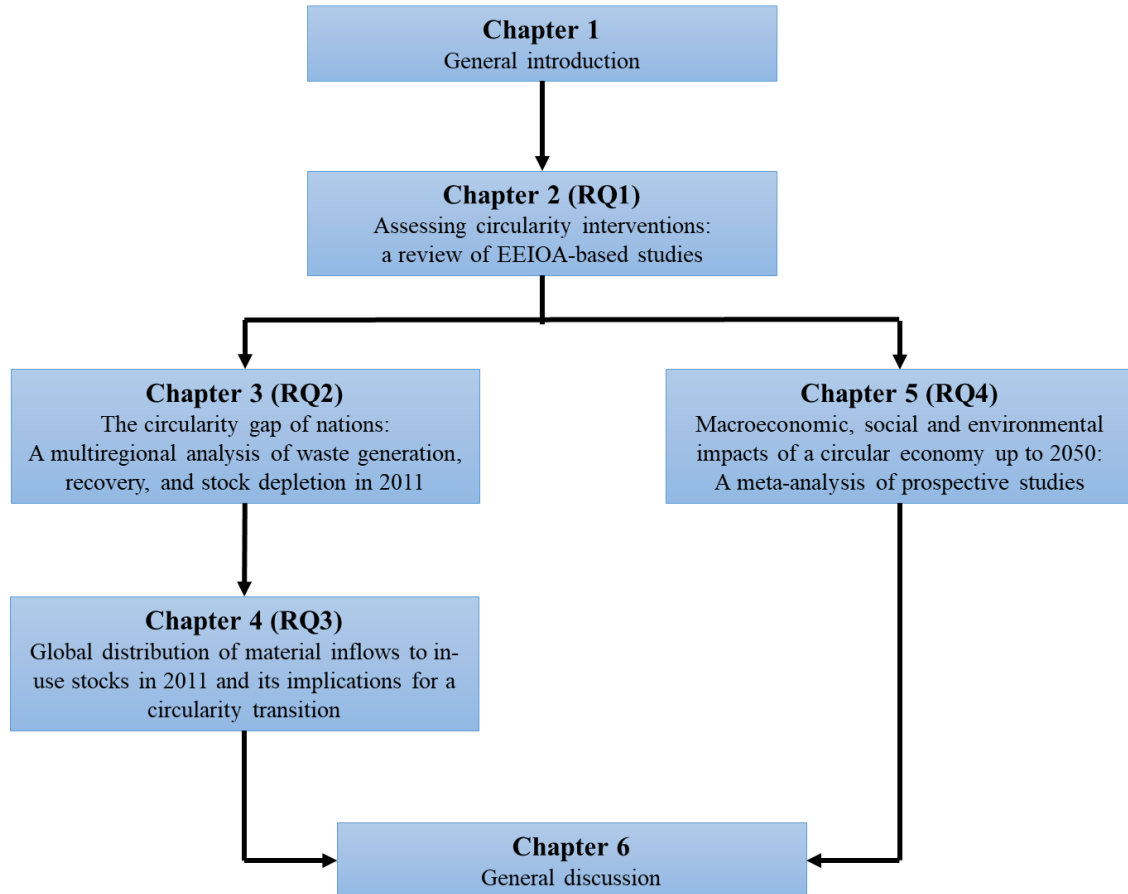 Chapter 1
General introduction
Chapter 2 (RQ1)
Assessing circularity interventions:
a review of EEIOA-based studies
Chapter 3 (RQ2)
The circularity gap of nations:
A multiregional analysis of waste generation,
recovery, and stock depletion in 2011
Chapter 5 (RQ4)
Macroeconomic, social and environmental
impacts of a circular economy up to 2050:
A meta-analysis of prospective studies
Chapter 4 (RQ3)
Global distribution of material inflows to in-
use stocks in 2011 and its implications for a
circularity transition
Chapter 6
General discussion